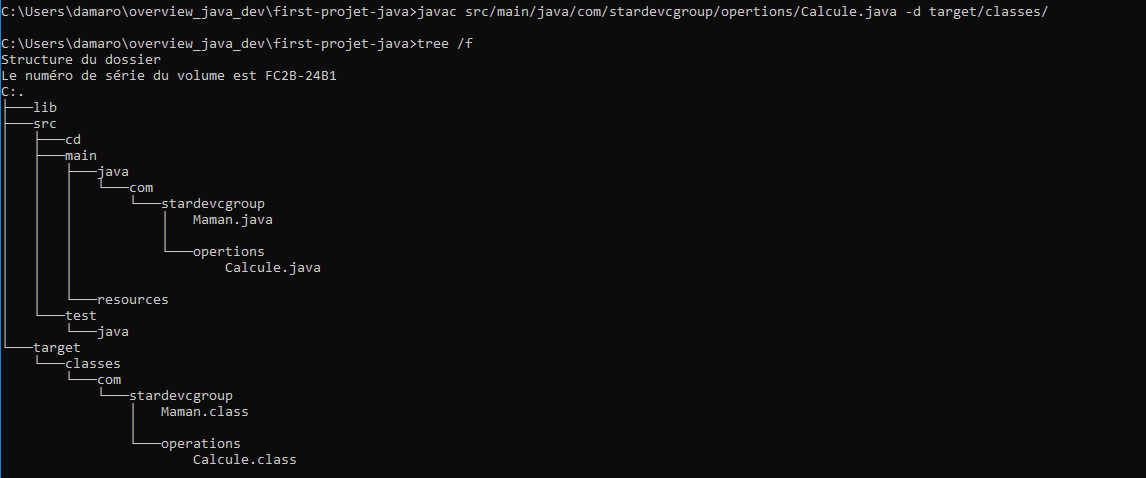 C:\Users\damaro\overview_java_dev\first-projet-java>javac src/main/java/com/stardevcgroup/opertions/Calcule.java -d target/classes/
C:\Users\damaro\overview_java_dev\first-projet-java>tree /f
Structure du dossier
Le numéro de série du volume est FC2B-24B1
C:.
├───lib
├───src
│   ├───cd
│   ├───main
│   │   ├───java
│   │   │   └───com
│   │   │       └───stardevcgroup
│   │   │           │   Maman.java
│   │   │           │
│   │   │           └───opertions
│   │   │                   Calcule.java
│   │   │
│   │   └───resources
│   └───test
│       └───java
└───target
    └───classes
        └───com
            └───stardevcgroup
                │   Maman.class
                │
                └───operations
                        Calcule.class